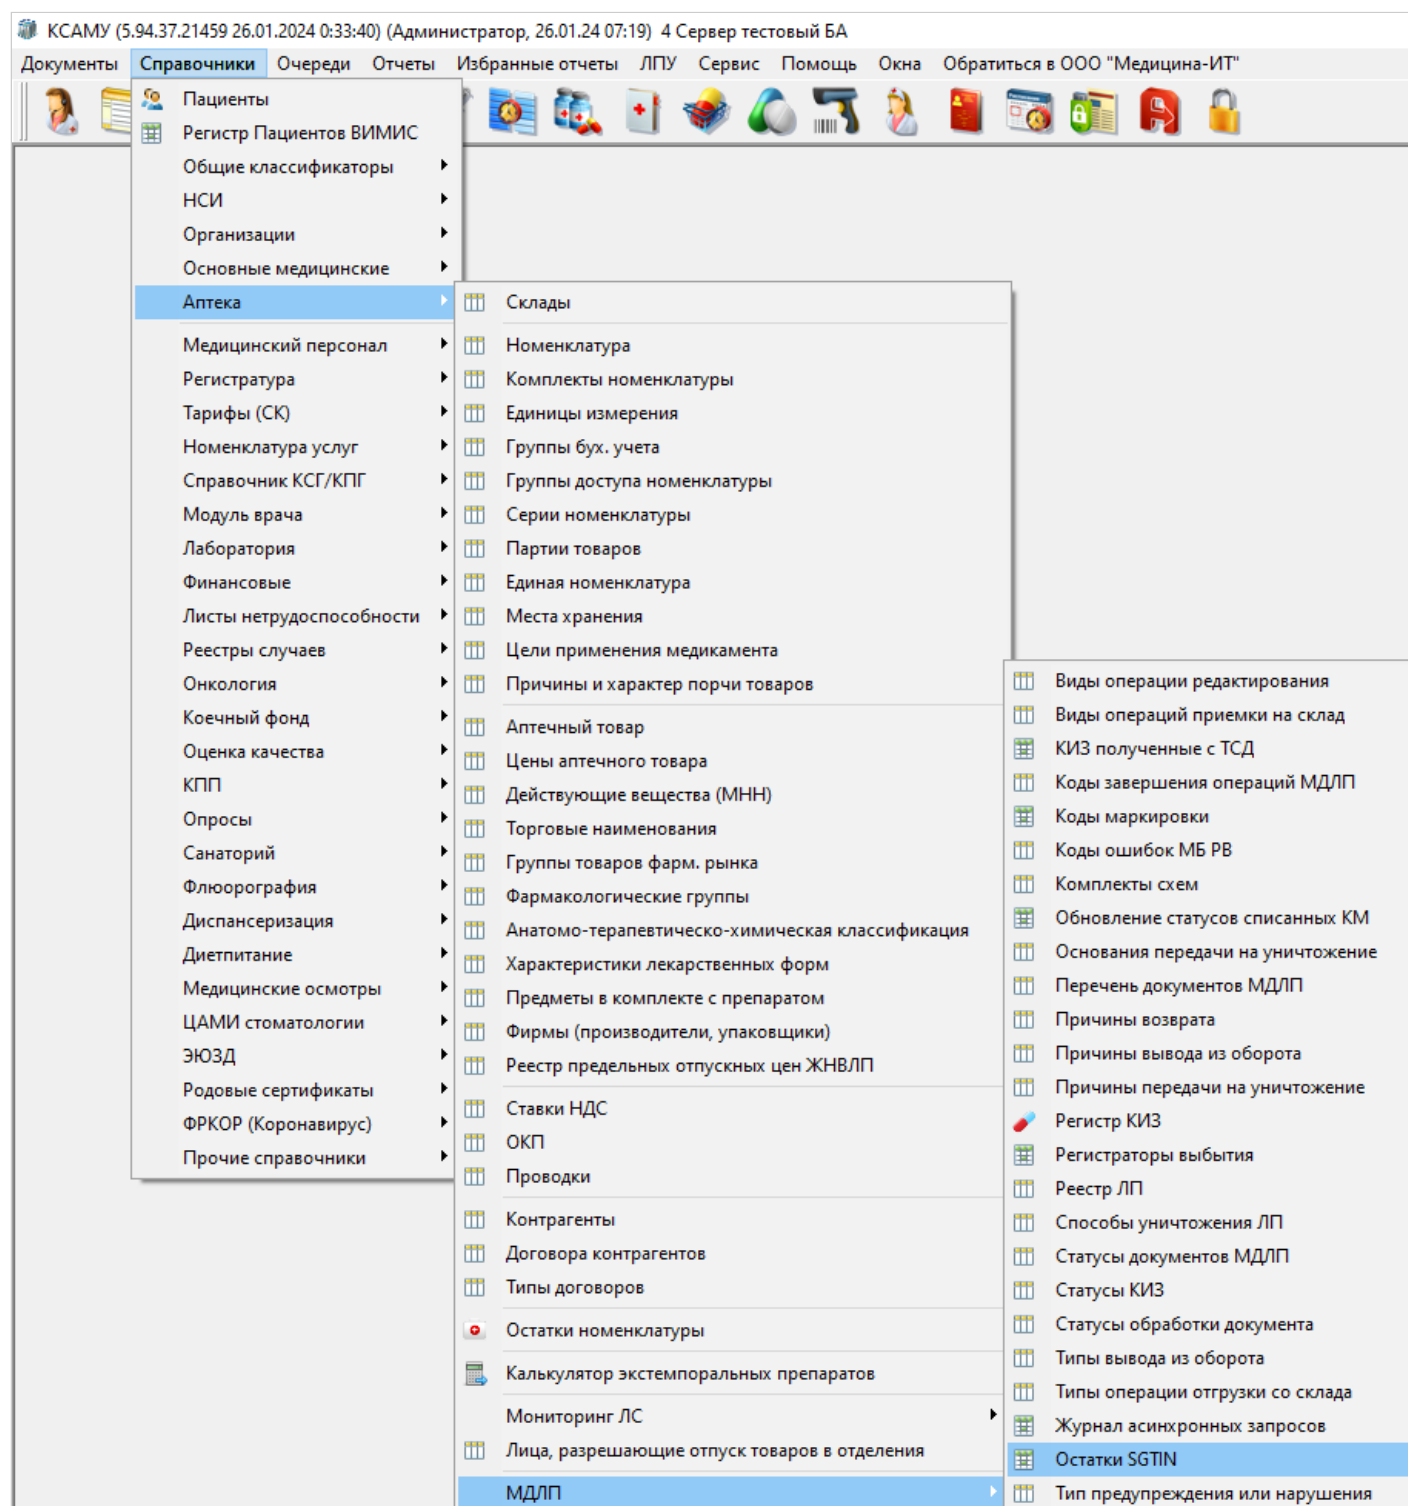 КСАМУ (5.94.37.21459 26.01.2024 0:33:40) (Администратор, 26.01.24 07:19) 4 Сервер тестовый БА
Документы Справочники Очереди Отчеты Избранные отчеты ЛПУ Сервис Помощь Окна Обратиться в ООО "Медицина-ИТ"
Пациенты
Регистр Пациентов ВИМИС
Общие классификаторы
НСИ
Организации
Основные медицинские
Аптека
Медицинский персонал
Регистратура
Тарифы (СК)
Номенклатура услуг
Справочник КСГ/КПГ
Модуль врача
Лаборатория
Финансовые
Листы нетрудоспособности
Реестры случаев
Онкология
Коечный фонд
Оценка качества
КПП
Опросы
Санаторий
Флюорография
Диспансеризация
Диетпитание
Медицинские осмотры
ЦАМИ стоматологии
ЭЮЗД
Родовые сертификаты
ФРКОР (Коронавирус)
Прочие справочники
Склады
Номенклатура
Комплекты номенклатуры
Единицы измерения
Группы бух. учета
Группы доступа номенклатуры
Серии номенклатуры
Партии товаров
Единая номенклатура
Места хранения
Цели применения медикамента
Причины и характер порчи товаров
Аптечный товар
Цены аптечного товара
Действующие вещества (МНН)
Торговые наименования
Группы товаров фарм. рынка
Фармакологические группы
Анатомо-терапевтическо-химическая классификация
Характеристики лекарственных форм
Предметы в комплекте с препаратом
Фирмы (производители, упаковщики)
Реестр предельных отпускных цен ЖНВЛП
Ставки НДС
ОКП
Проводки
Контрагенты
Договора контрагентов
Типы договоров
Остатки номенклатуры
Калькулятор экстемпоральных препаратов
Мониторинг ЛС
Лица, разрешающие отпуск товаров в отделения
МДЛП
Виды операции редактирования
Виды операций приемки на склад
КИЗ полученные с ТСД
Коды завершения операций МДЛП
Коды маркировки
Коды ошибок МБ РВ
Комплекты схем
Обновление статусов списанных КМ
Основания передачи на уничтожение
Перечень документов МДЛП
Причины возврата
Причины вывода из оборота
Причины передачи на уничтожение
Регистр КИЗ
Регистраторы выбытия
Реестр ЛП
Способы уничтожения ЛП
Статусы документов МДЛП
Статусы КИЗ
Статусы обработки документа
Типы вывода из оборота
Типы операции отгрузки со склада
Журнал асинхронных запросов
Остатки SGTIN
Тип предупреждения или нарушения